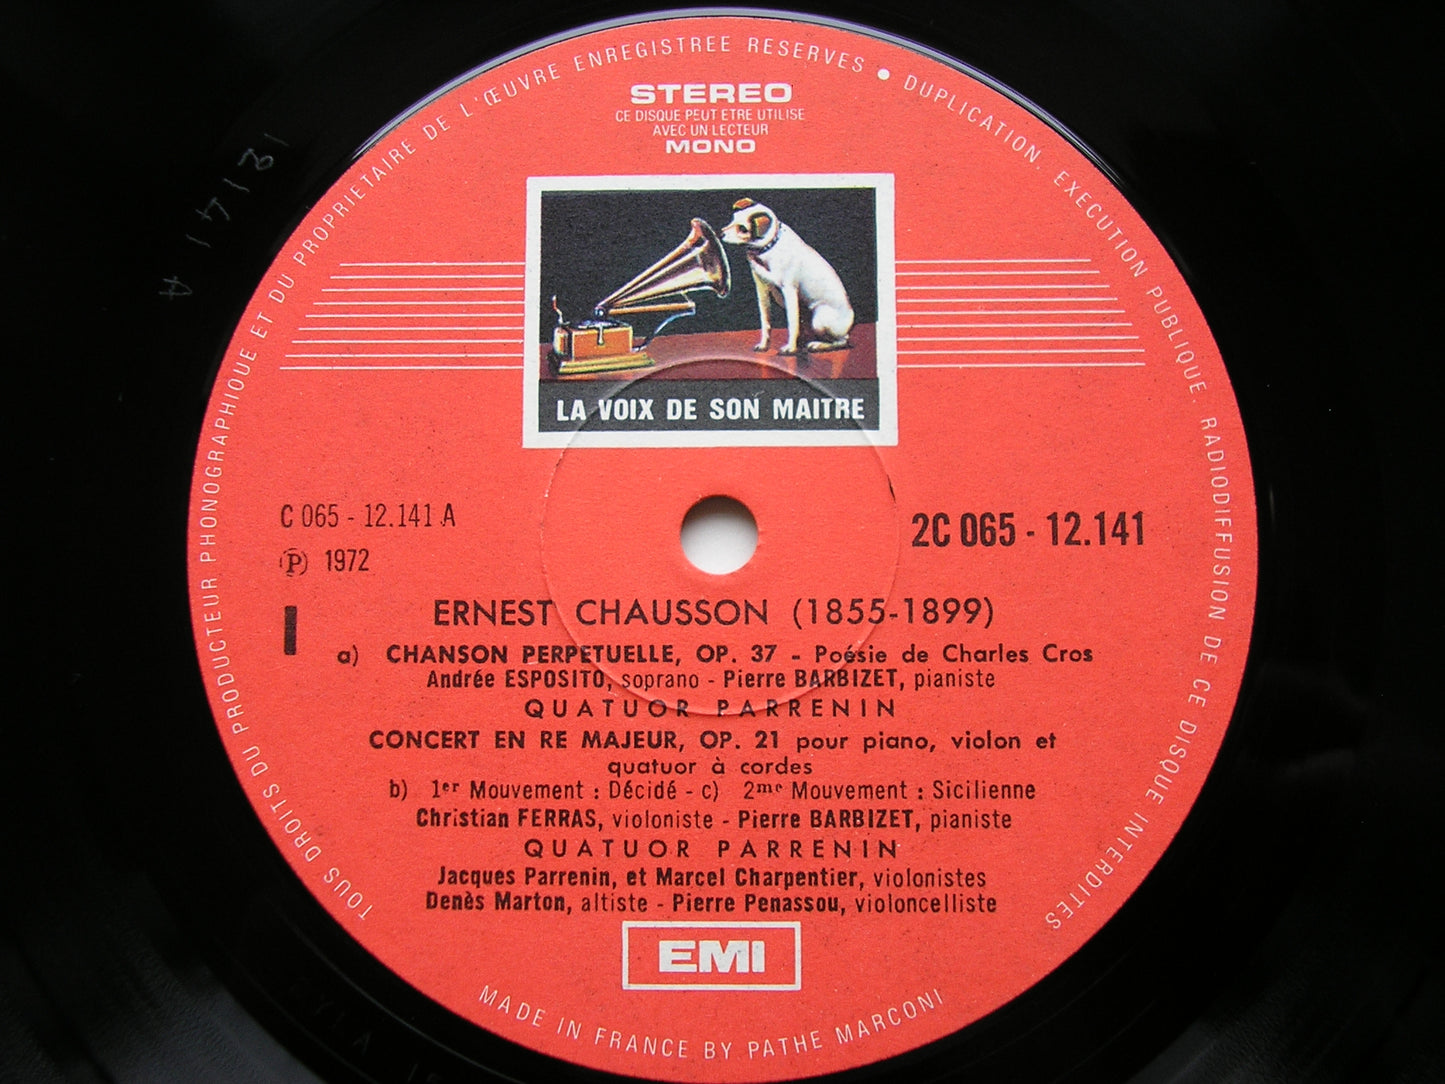 TOUS DROITS DU PRODUCTEUR PHONOGRAPHIQUE ET DU PROPRIETAIRE DE L'ŒUVRE ENREGISTREE RESERVES • DUPLICATION. EXECUTION PUBLIQUE. RADIODIFFUSION DE CE DISQUE INTERDITES
STEREO
CE DISQUE PEUT ETRE UTILISE
AVEC UN LECTEUR
MONO
LA VOIX DE SON MAITRE
C 065 - 12.141 A
2C 065 - 12.141
Ⓟ 1972
I
ERNEST CHAUSSON (1855-1899)
a) CHANSON PERPETUELLE, OP. 37 - Poésie de Charles Cros
Andrée ESPOSITO, soprano - Pierre BARBIZET, pianiste
QUATUOR PARRENIN
CONCERT EN RE MAJEUR, OP. 21 pour piano, violon et
quatuor à cordes
b) 1er Mouvement : Décidé - c) 2me Mouvement : Sicilienne
Christian FERRAS, violoniste - Pierre BARBIZET, pianiste
QUATUOR PARRENIN
Jacques Parrenin, et Marcel Charpentier, violonistes
Denès Marton, altiste - Pierre Penassou, violoncelliste
EMI
MADE IN FRANCE BY PATHE MARCONI
12141 A